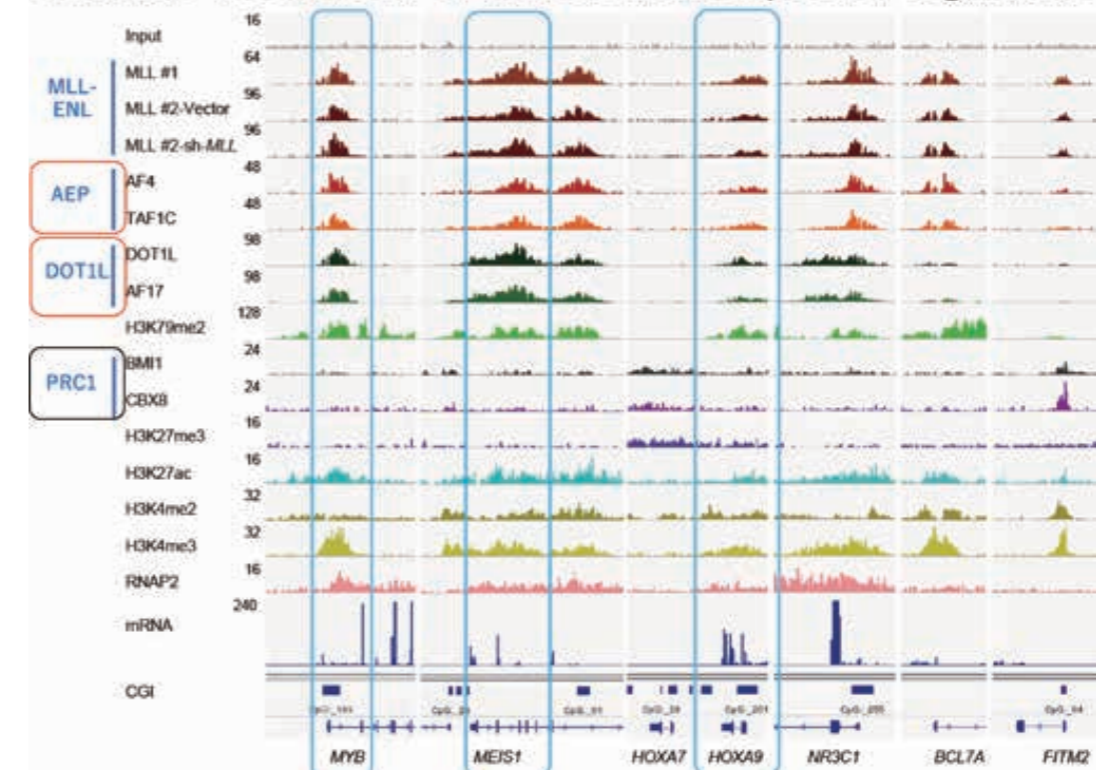 16
Input
64
MLL-
ENL
MLL #1
96
MLL #2-Vector
96
MLL #2-sh-MLL
48
AEP
AF4
48
TAF1C
98
DOT1L
DOT1L
98
AF17
128
H3K79me2
24
PRC1
BMI1
24
CBX8
16
H3K27me3
16
H3K27ac
32
H3K4me2
32
H3K4me3
16
RNAP2
240
mRNA
CGI
MYB MEIS1 HOXA7 HOXA9 NR3C1 BCL7A FITM2